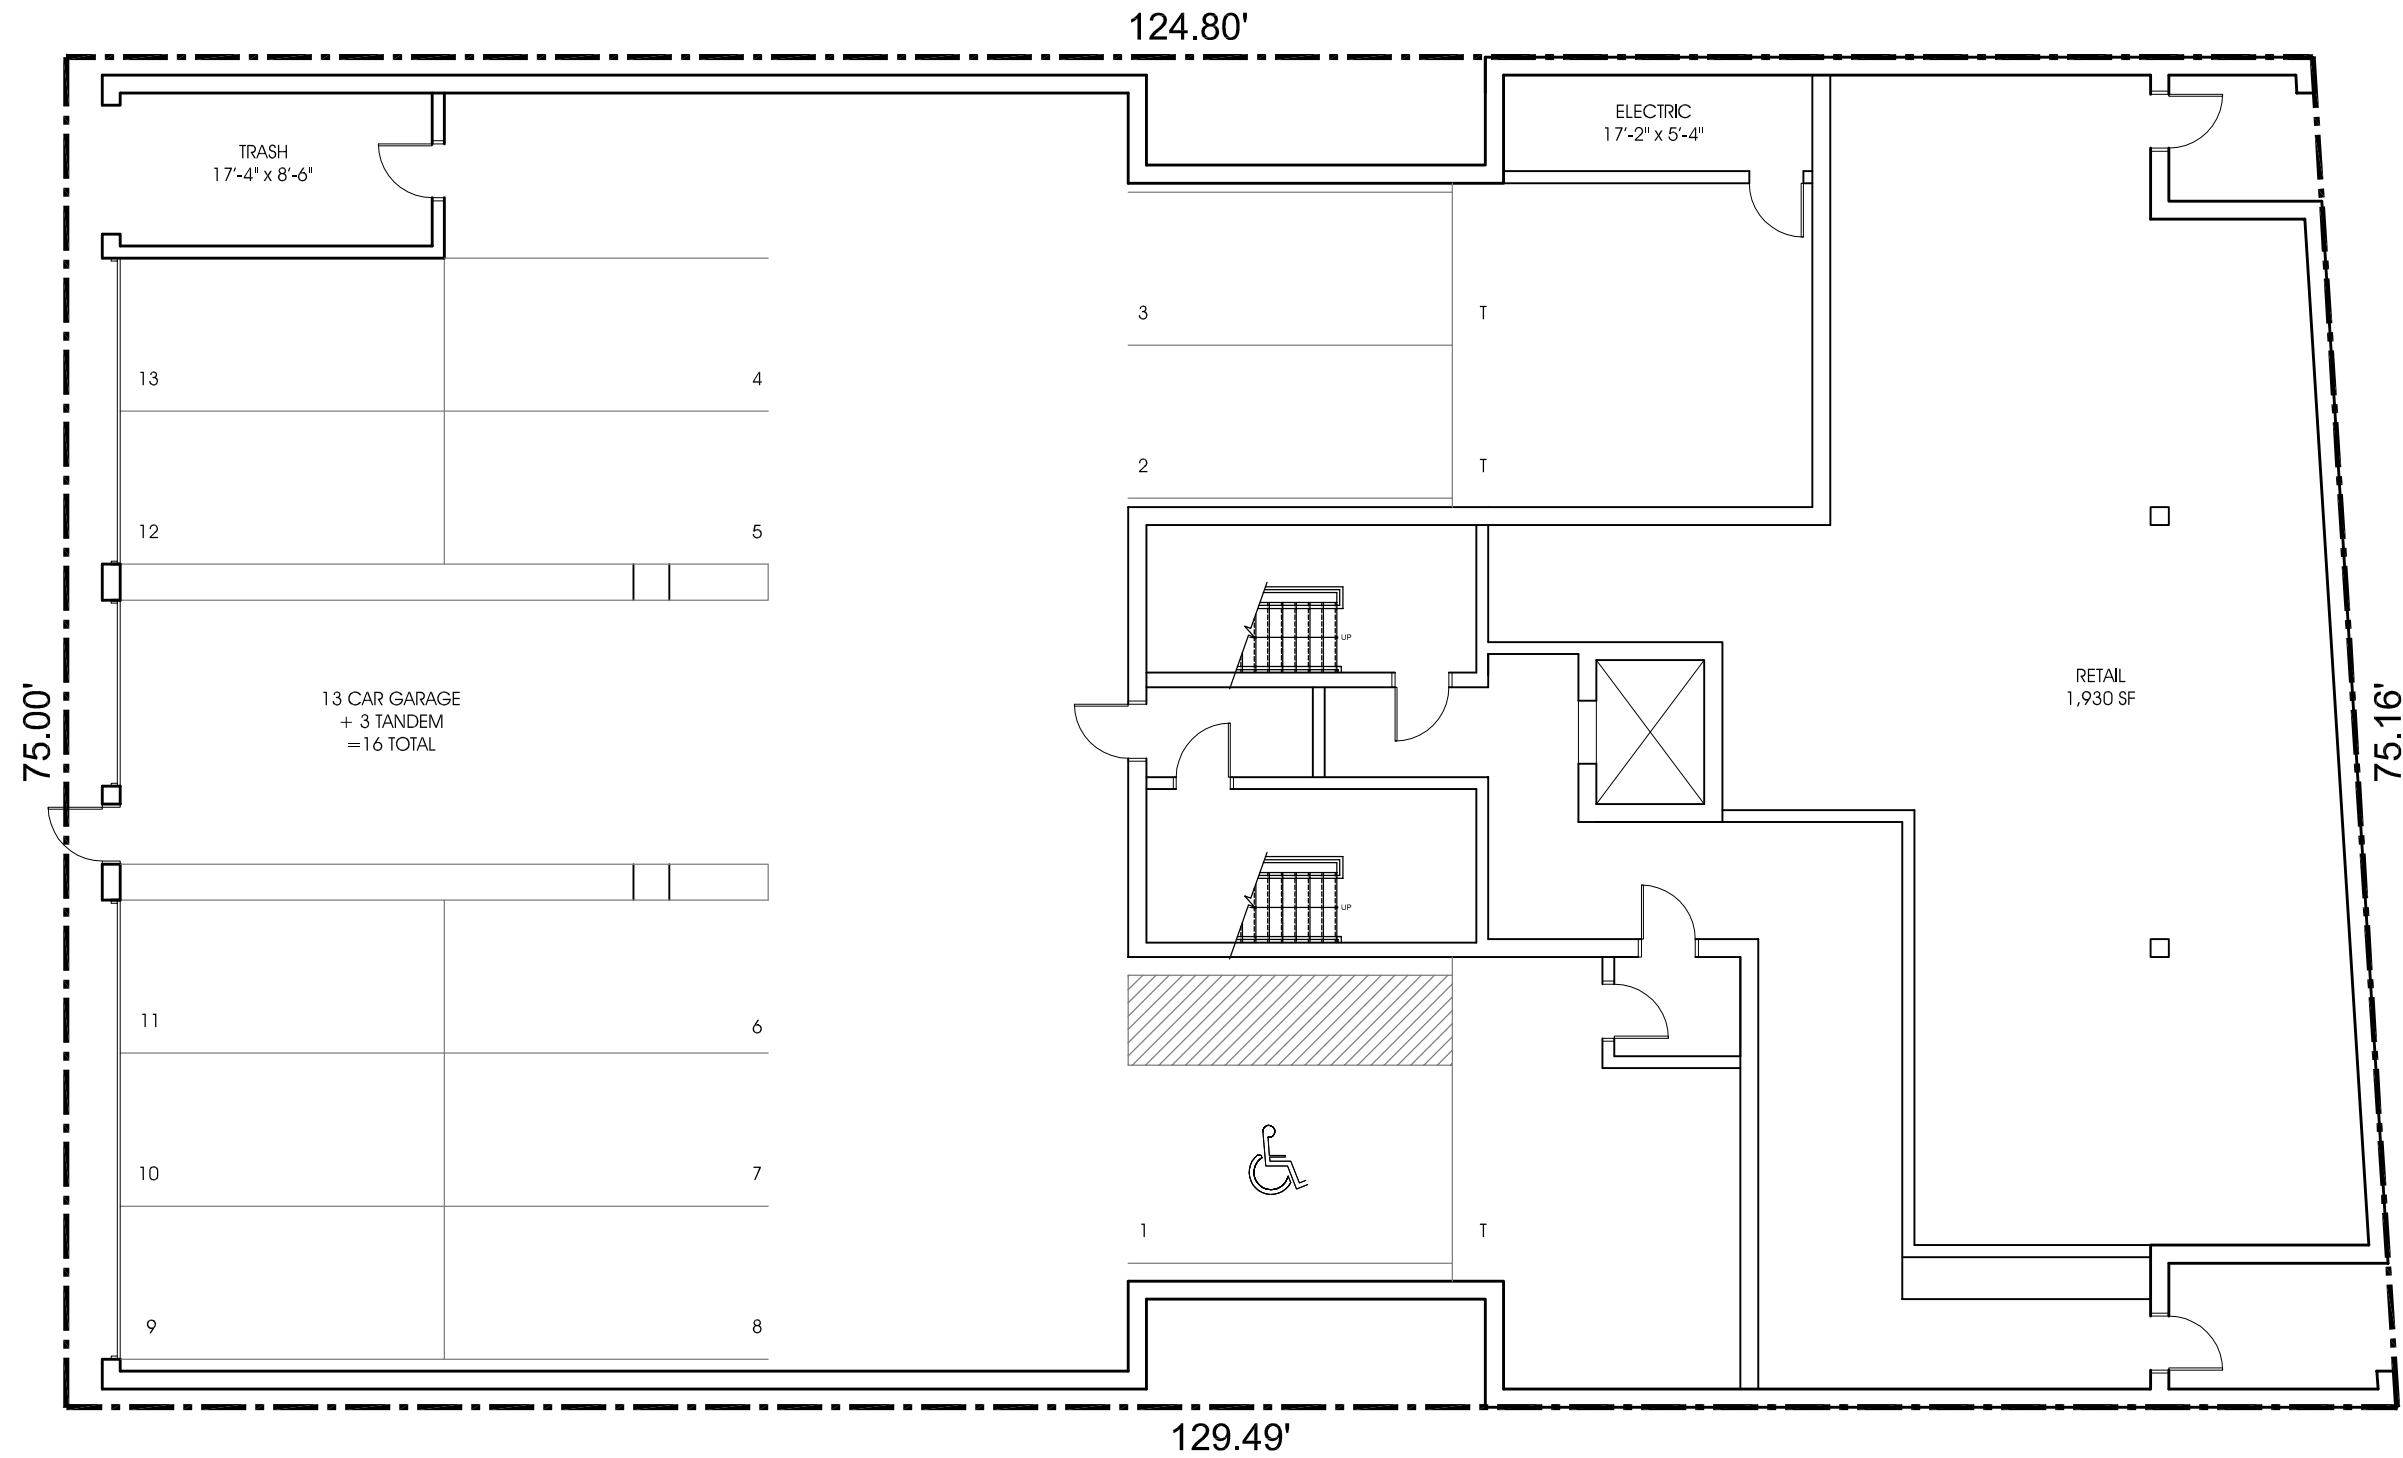 124.80'
ELECTRIC
17'-2" x 5'-4"
TRASH
17'-4" x 8'-6"
3
T
13
4
2
T
12
5
UP
13 CAR GARAGE
+ 3 TANDEM
=16 TOTAL
RETAIL
1,930 SF
75.00'
75.16'
UP
11
6
10
7
1
T
9
8
129.49'